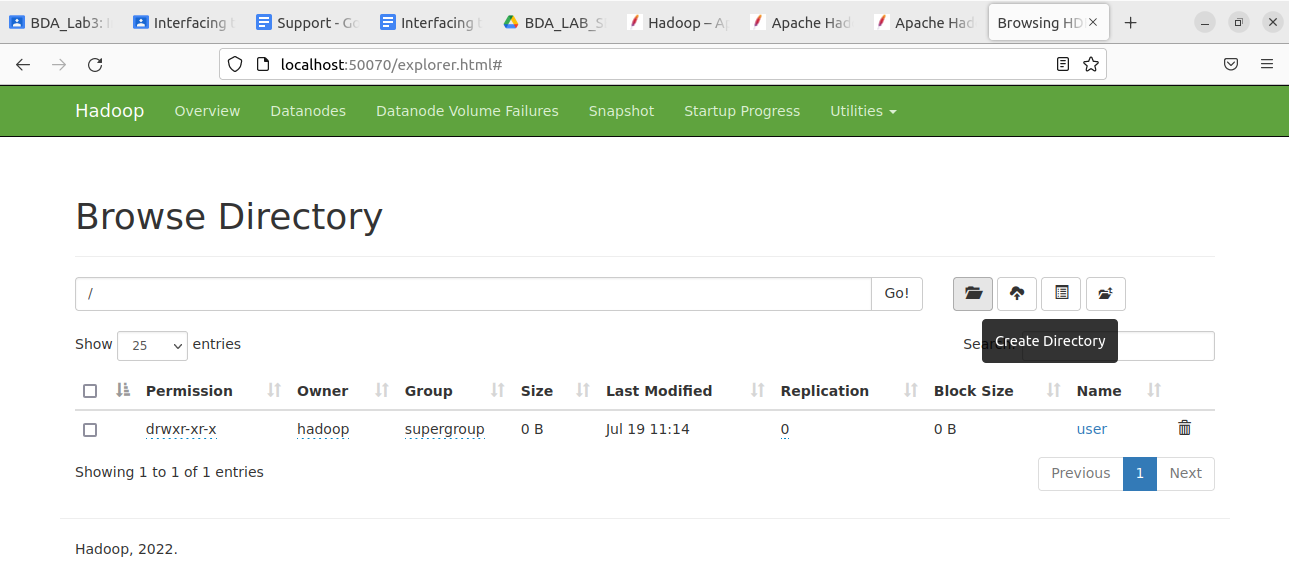 BDA_Lab3: I
Interfacing t
Support - Go
Interfacing t
BDA_LAB_S
Hadoop – Ap
Apache Had
Apache Had
Browsing HD
localhost:50070/explorer.html#
Hadoop Overview Datanodes Datanode Volume Failures Snapshot Startup Progress Utilities
Browse Directory
/ Go!
Create Directory
Show 25 entries
Permission Owner Group Size Last Modified Replication Block Size Name
drwxr-xr-x hadoop supergroup 0 B Jul 19 11:14 0 0 B user
Showing 1 to 1 of 1 entries Previous 1 Next
Hadoop, 2022.